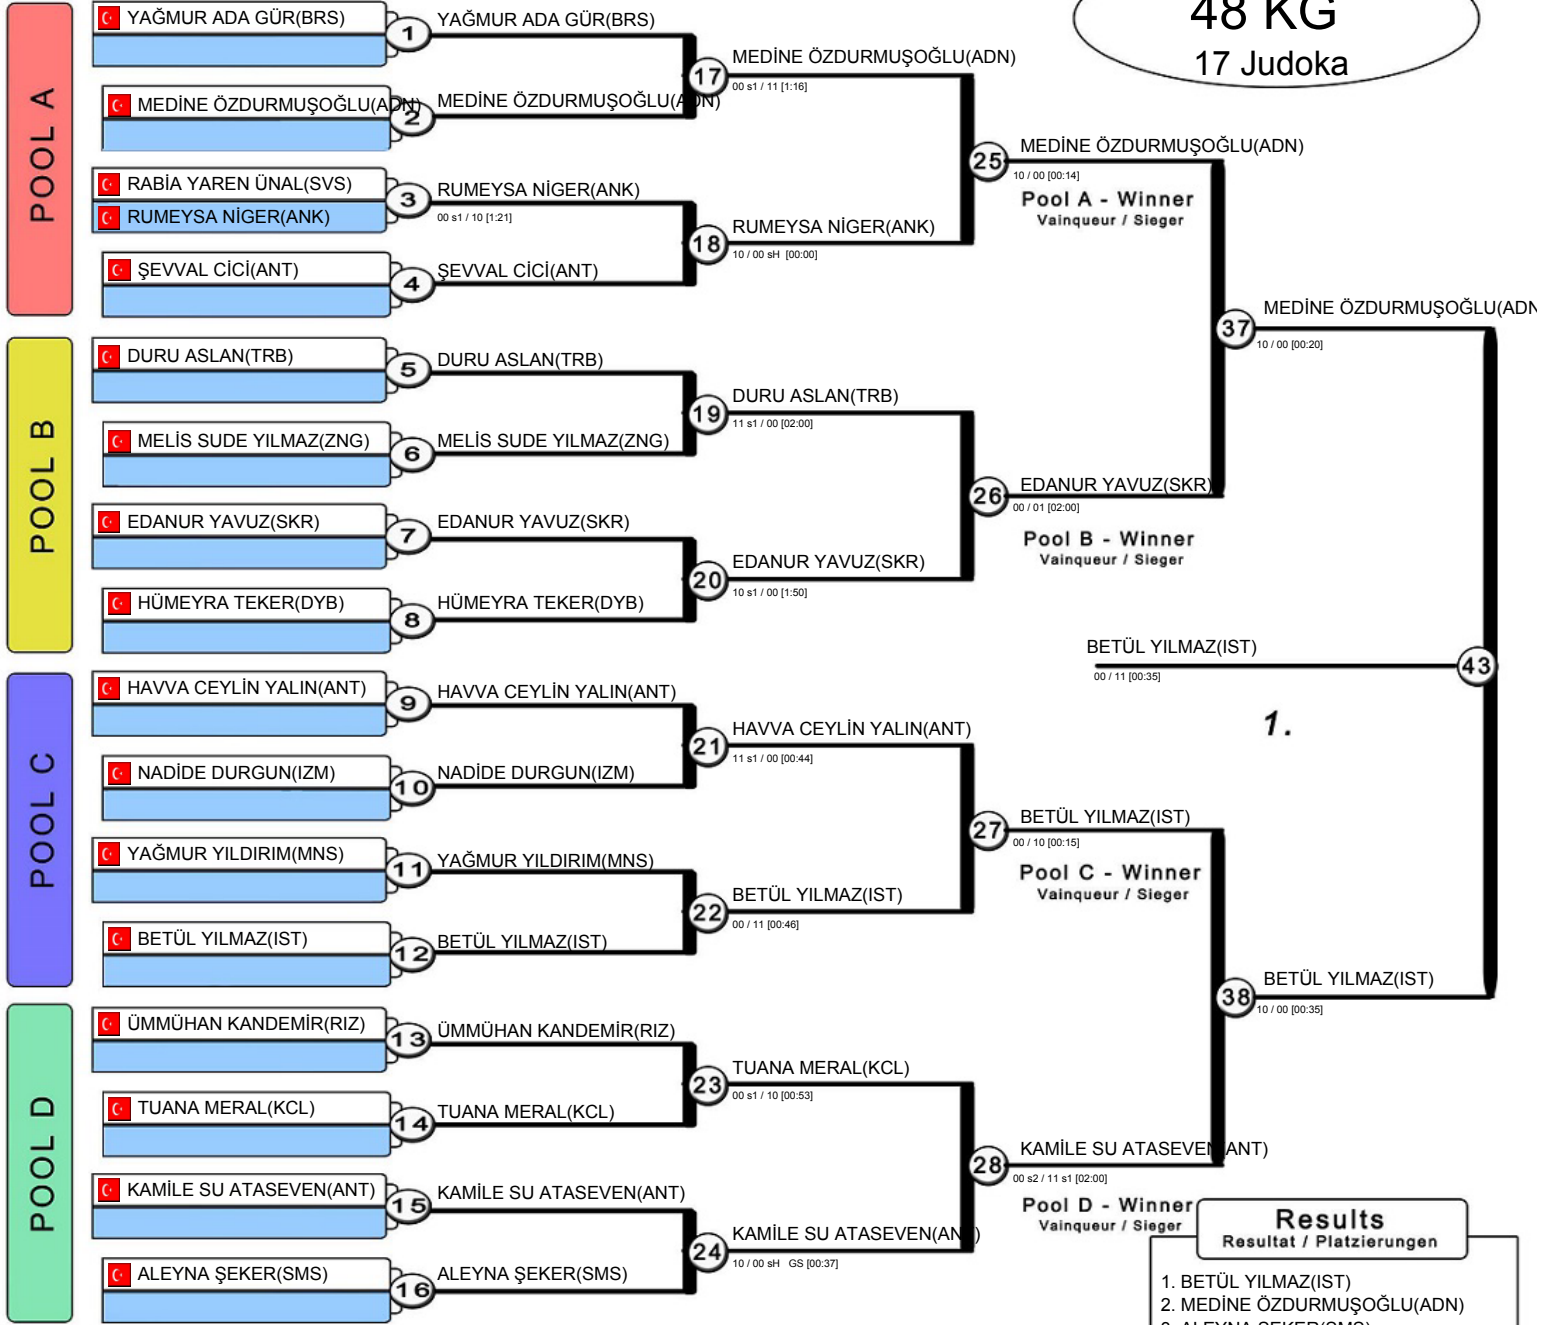 48 KG
17 Judoka
POOL A
YAĞMUR ADA GÜR(BRS)
1
YAĞMUR ADA GÜR(BRS)
MEDİNE ÖZDURMUŞOĞLU(ADN)
2
MEDİNE ÖZDURMUŞOĞLU(ADN)
RABİA YAREN ÜNAL(SVS)
RUMEYSA NİGER(ANK)
3
RUMEYSA NİGER(ANK)
00 s1 / 10 [1:21]
ŞEVVAL CİCİ(ANT)
4
ŞEVVAL CİCİ(ANT)
17
MEDİNE ÖZDURMUŞOĞLU(ADN)
00 s1 / 11 [1:16]
18
RUMEYSA NİGER(ANK)
10 / 00 sH [00:00]
25
MEDİNE ÖZDURMUŞOĞLU(ADN)
10 / 00 [00:14]
Pool A - Winner
Vainqueur / Sieger
POOL B
DURU ASLAN(TRB)
5
DURU ASLAN(TRB)
MELİS SUDE YILMAZ(ZNG)
6
MELİS SUDE YILMAZ(ZNG)
EDANUR YAVUZ(SKR)
7
EDANUR YAVUZ(SKR)
HÜMEYRA TEKER(DYB)
8
HÜMEYRA TEKER(DYB)
19
DURU ASLAN(TRB)
11 s1 / 00 [02:00]
20
EDANUR YAVUZ(SKR)
10 s1 / 00 [1:50]
26
EDANUR YAVUZ(SKR)
00 / 01 [02:00]
Pool B - Winner
Vainqueur / Sieger
37
MEDİNE ÖZDURMUŞOĞLU(ADN
10 / 00 [00:20]
POOL C
HAVVA CEYLİN YALIN(ANT)
9
HAVVA CEYLİN YALIN(ANT)
NADİDE DURGUN(IZM)
10
NADİDE DURGUN(IZM)
YAĞMUR YILDIRIM(MNS)
11
YAĞMUR YILDIRIM(MNS)
BETÜL YILMAZ(IST)
12
BETÜL YILMAZ(IST)
21
HAVVA CEYLİN YALIN(ANT)
11 s1 / 00 [00:44]
22
BETÜL YILMAZ(IST)
00 / 11 [00:46]
27
BETÜL YILMAZ(IST)
00 / 10 [00:15]
Pool C - Winner
Vainqueur / Sieger
BETÜL YILMAZ(IST)
43
00 / 11 [00:35]
1.
POOL D
ÜMMÜHAN KANDEMİR(RIZ)
13
ÜMMÜHAN KANDEMİR(RIZ)
TUANA MERAL(KCL)
14
TUANA MERAL(KCL)
KAMİLE SU ATASEVEN(ANT)
15
KAMİLE SU ATASEVEN(ANT)
ALEYNA ŞEKER(SMS)
16
ALEYNA ŞEKER(SMS)
23
TUANA MERAL(KCL)
00 s1 / 10 [00:53]
24
KAMİLE SU ATASEVEN(ANT)
10 / 00 sH GS [00:37]
28
KAMİLE SU ATASEVEN(ANT)
00 s2 / 11 s1 [02:00]
Pool D - Winner
Vainqueur / Sieger
38
BETÜL YILMAZ(IST)
10 / 00 [00:35]
Results
Resultat / Platzierungen
1. BETÜL YILMAZ(IST)
2. MEDİNE ÖZDURMUŞOĞLU(ADN)
3. ALEYNA ŞEKER(SMS)